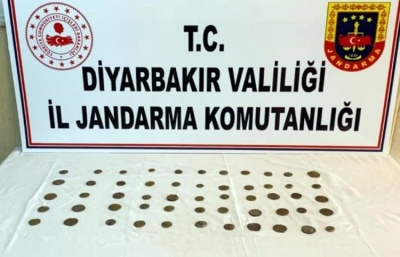 T.C.
DİYARBAKIR VALİLİĞİ
İL JANDARMA KOMUTANLIĞI
JANDARMA